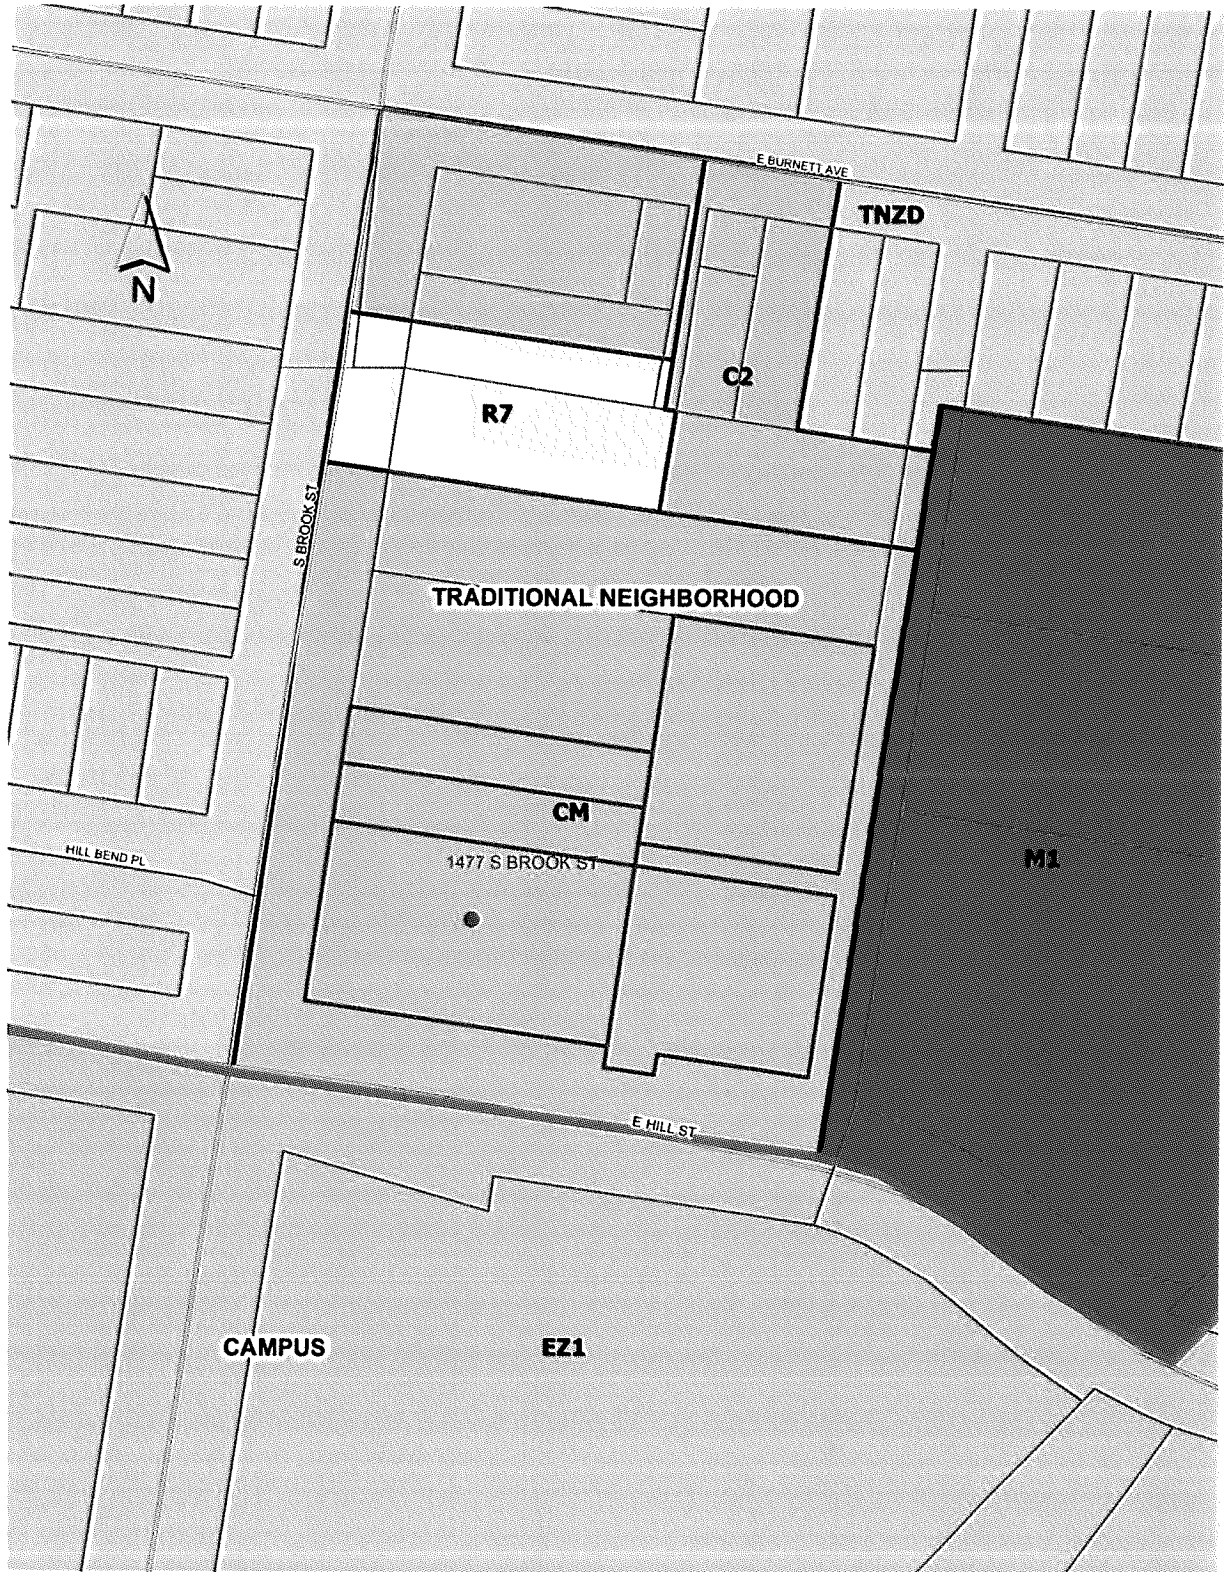 E BURNETT AVE
TNZD
N
C2
R7
S BROOK ST
TRADITIONAL NEIGHBORHOOD
CM
HILL BEND PL
1477 S BROOK ST
M1
E HILL ST
CAMPUS
EZ1